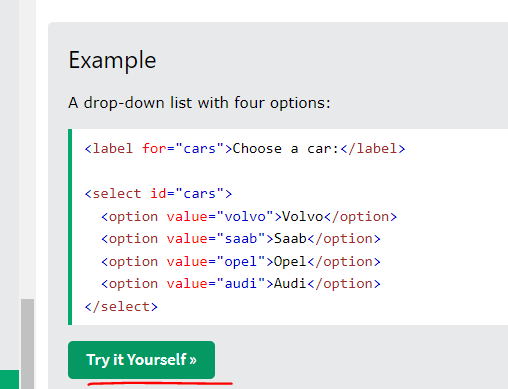 Example
A drop-down list with four options:
<label for="cars">Choose a car:</label>
<select id="cars">
  <option value="volvo">Volvo</option>
  <option value="saab">Saab</option>
  <option value="opel">Opel</option>
  <option value="audi">Audi</option>
</select>
Try it Yourself »